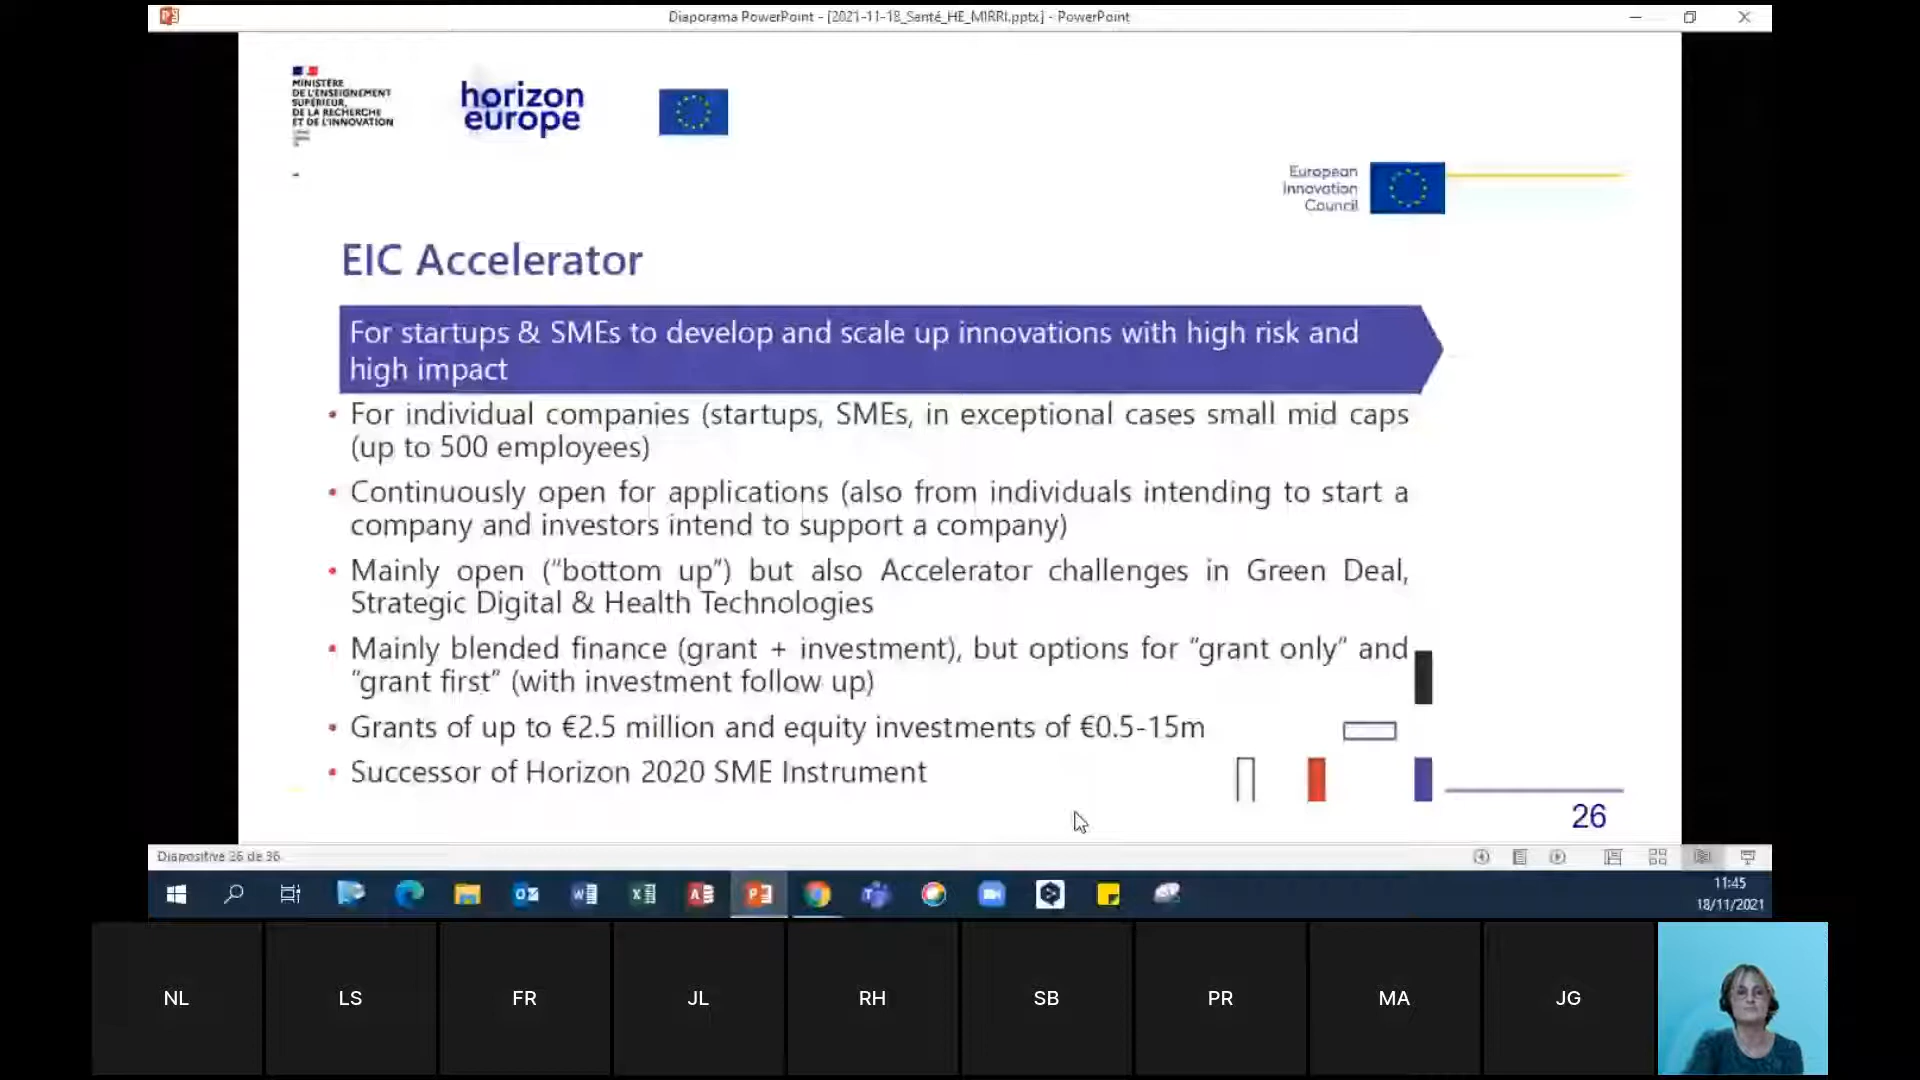 Diaporama PowerPoint - [2021-11-18_Santé_HE_MIRRI.pptx] - PowerPoint
MINISTÈRE
DE L'ENSEIGNEMENT
SUPÉRIEUR,
DE LA RECHERCHE
ET DE L'INNOVATION
horizon
europe
European
Innovation
Council
EIC Accelerator
For startups & SMEs to develop and scale up innovations with high risk and
high impact
• For individual companies (startups, SMEs, in exceptional cases small mid caps
(up to 500 employees)
• Continuously open for applications (also from individuals intending to start a
company and investors intend to support a company)
• Mainly open (“bottom up”) but also Accelerator challenges in Green Deal,
Strategic Digital & Health Technologies
• Mainly blended finance (grant + investment), but options for “grant only” and
“grant first” (with investment follow up)
• Grants of up to €2.5 million and equity investments of €0.5-15m
• Successor of Horizon 2020 SME Instrument
26
Diapositive 26 de 36
11:45
18/11/2021
NL
LS
FR
JL
RH
SB
PR
MA
JG